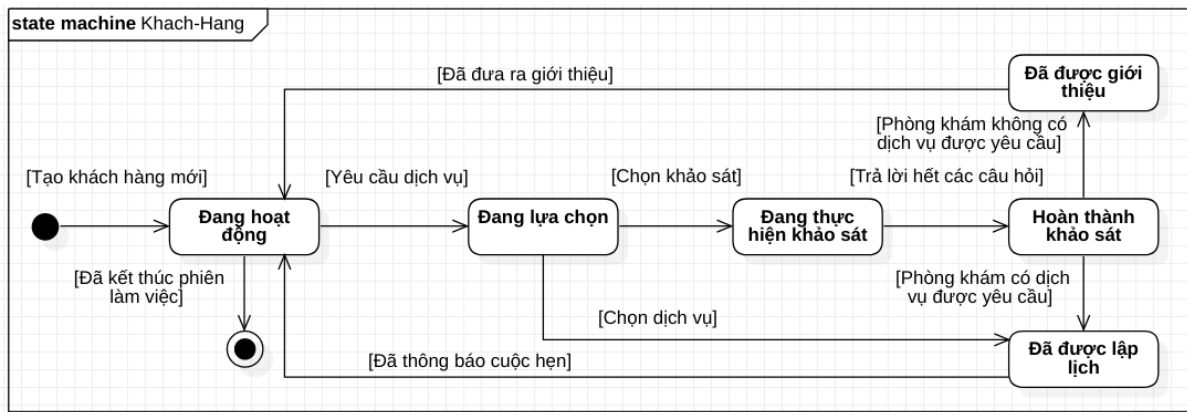 state machine Khach-Hang
[Đã đưa ra giới thiệu]
Đã được giới
thiệu
[Phòng khám không có
dịch vụ được yêu cầu]
[Tạo khách hàng mới]
[Yêu cầu dịch vụ]
[Chọn khảo sát]
[Trả lời hết các câu hỏi]
Đang hoạt
động
Đang lựa chọn
Đang thực
hiện khảo sát
Hoàn thành
khảo sát
[Đã kết thúc phiên
làm việc]
[Phòng khám có dịch
vụ được yêu cầu]
[Chọn dịch vụ]
[Đã thông báo cuộc hẹn]
Đã được lập
lịch